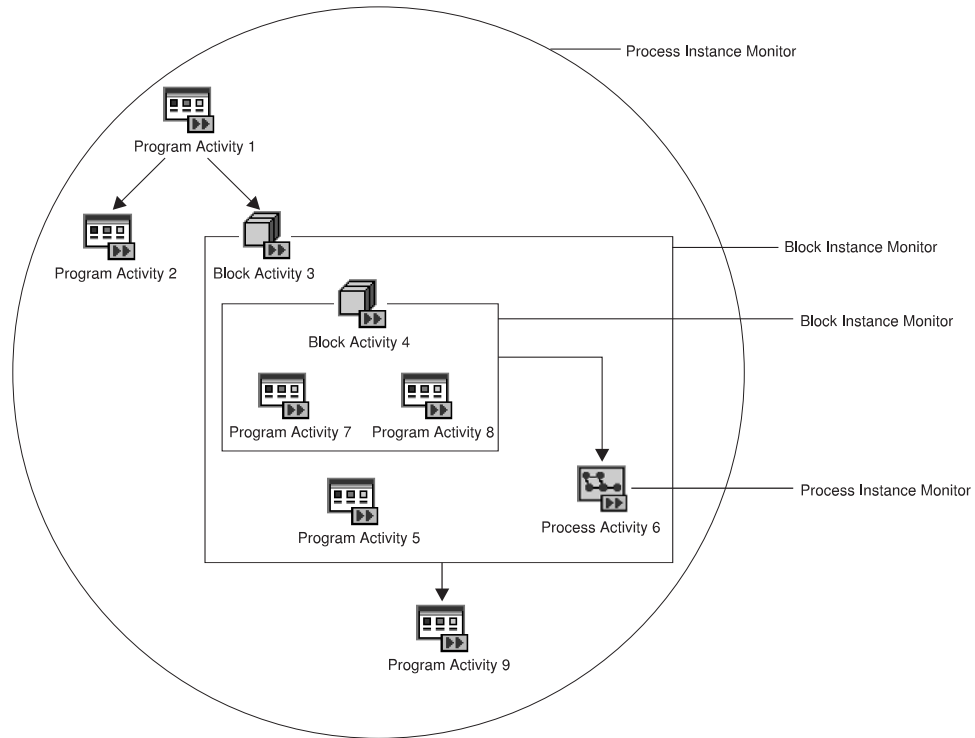 Process Instance Monitor
Program Activity 1
Program Activity 2
Block Activity 3
Block Instance Monitor
Block Activity 4
Block Instance Monitor
Program Activity 7
Program Activity 8
Process Instance Monitor
Program Activity 5
Process Activity 6
Program Activity 9